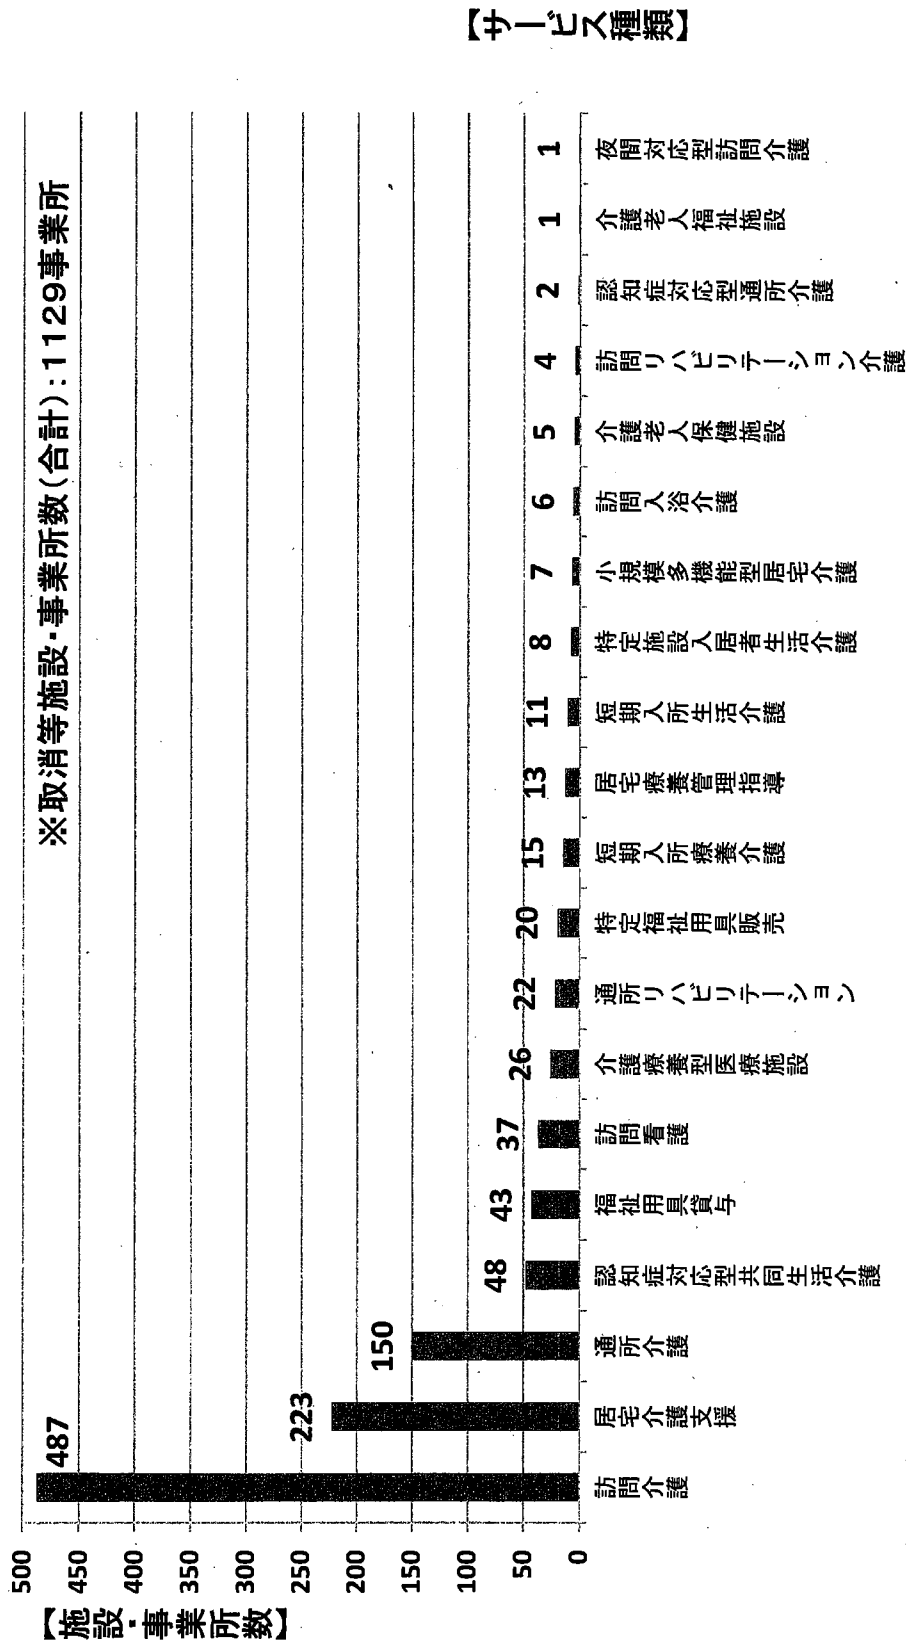 【施設・事業所数】
※取消等施設・事業所数(合計):1129事業所
500
450
400
350
300
250
200
150
100
50
0
487
223
150
48
43
37
26
22
20
15
13
11
8
7
6
5
4
2
1
1
訪問介護
居宅介護支援
通所介護
認知症対応型共同生活介護
福祉用具貸与
訪問看護
介護療養型医療施設
通所リハビリテーション
特定福祉用具販売
短期入所療養介護
居宅療養管理指導
短期入所生活介護
特定施設入居者生活介護
小規模多機能型居宅介護
訪問入浴介護
介護老人保健施設
訪問リハビリテーション介護
認知症対応型通所介護
介護老人福祉施設
夜間対応型訪問介護
【サービス種類】